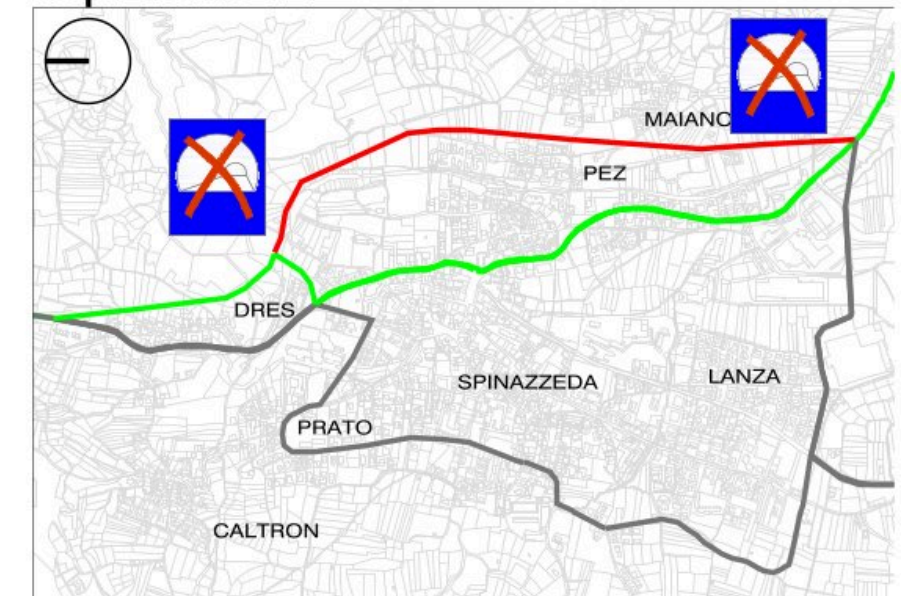 MAIANO
PEZ
DRES
SPINAZZEDA
LANZA
PRATO
CALTRON